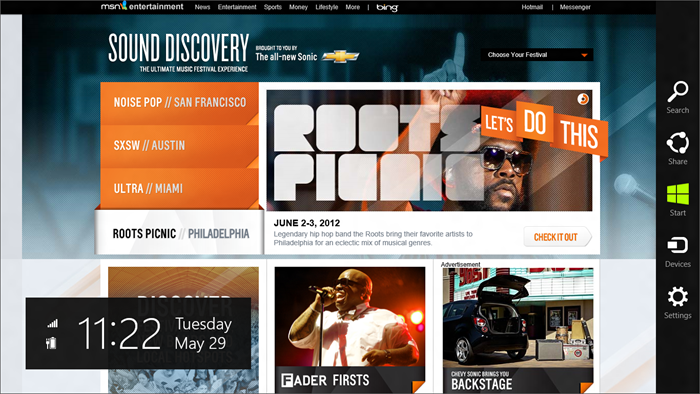 msn entertainment News Entertainment Sports Money Lifestyle More | bing Hotmail | Messenger
SOUND DISCOVERY
THE ULTIMATE MUSIC FESTIVAL EXPERIENCE
BROUGHT TO YOU BY
The all-new Sonic
Choose Your Festival
NOISE POP // SAN FRANCISCO
SXSW // AUSTIN
ULTRA // MIAMI
ROOTS PICNIC // PHILADELPHIA
ROOTS
PICNIC
LET'S DO THIS
JUNE 2-3, 2012
Legendary hip hop band the Roots bring their favorite artists to
Philadelphia for an eclectic mix of musical genres.
CHECK IT OUT
Search
Share
Start
Devices
Settings
DISCOVER
LOCAL
11:22
Tuesday
May 29
FADER FIRSTS
Advertisement
CHEVY SONIC BRINGS YOU
BACKSTAGE